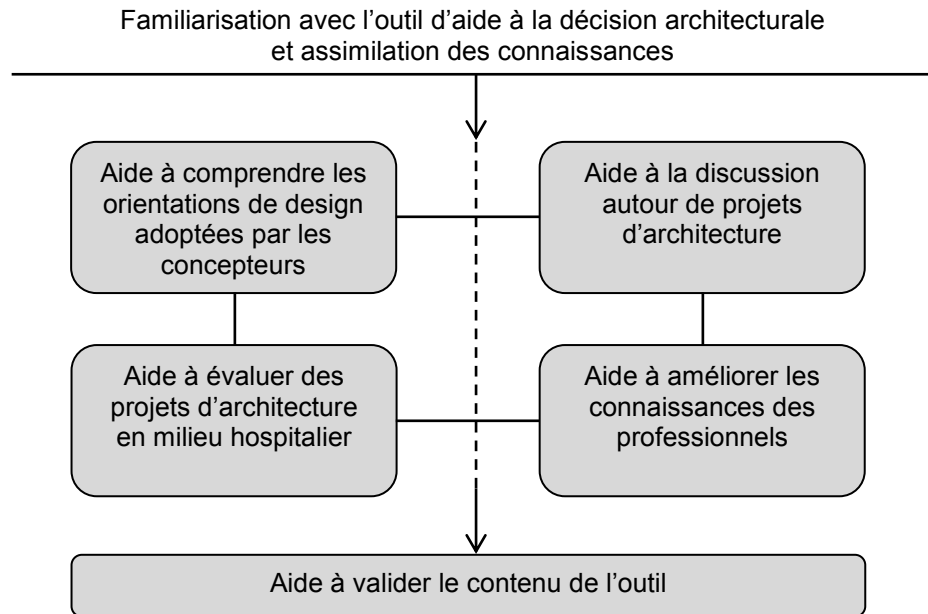 Familiarisation avec l’outil d’aide à la décision architecturale
et assimilation des connaissances
Aide à comprendre les
orientations de design
adoptées par les
concepteurs
Aide à la discussion
autour de projets
d’architecture
Aide à évaluer des
projets d’architecture
en milieu hospitalier
Aide à améliorer les
connaissances des
professionnels
Aide à valider le contenu de l’outil